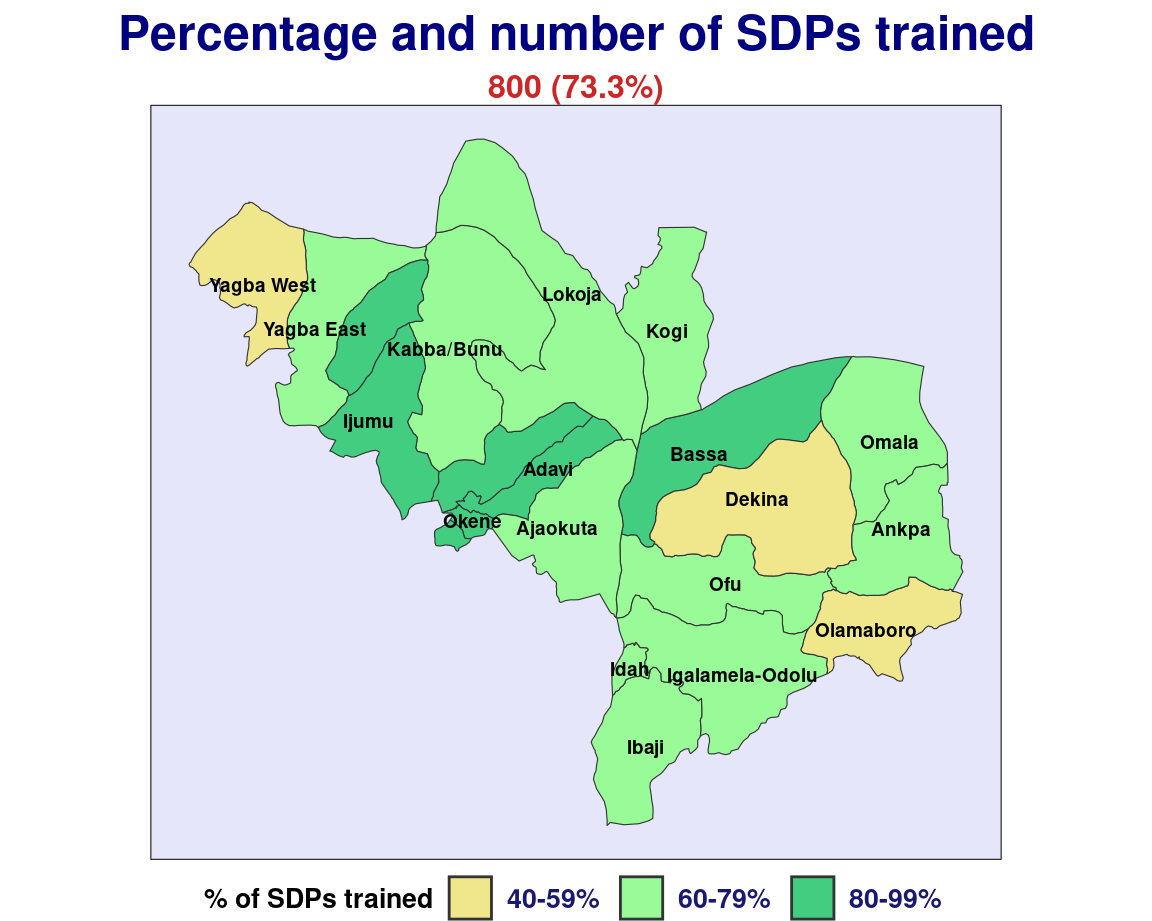 Percentage and number of SDPs trained
800 (73.3%)
Yagba West
Lokoja
Yagba East
Kogi
Kabba/Bunu
Ijumu
Omala
Bassa
Adavi
Dekina
Okene
Ajaokuta
Ankpa
Ofu
Olamaboro
Idah
Igalamela-Odolu
Ibaji
% of SDPs trained 40-59% 60-79% 80-99%